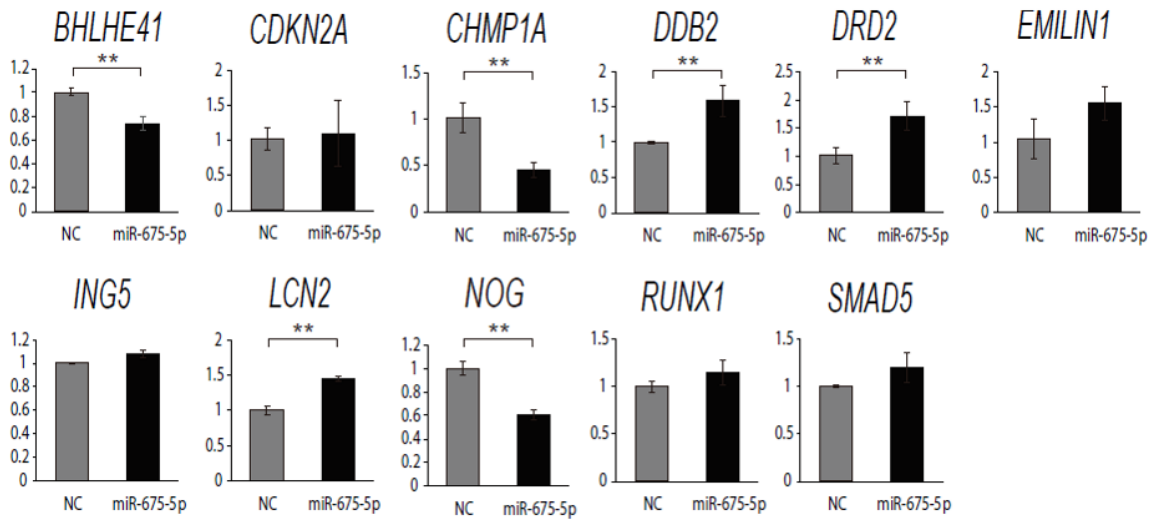 BHLHE41 CDKN2A CHMP1A DDB2 DRD2 EMILIN1
** ** ** **
1.2 2 1.5 2 2.5 2
1 1.5 1 1.5 2 1.5
0.8 1 0.5 1 1.5 1
0.6 0.5 0 0.5 1 0.5
0.4 0 0 0.5 0
0.2 0
0
NC miR-675-5p NC miR-675-5p NC miR-675-5p NC miR-675-5p NC miR-675-5p NC miR-675-5p
ING5 LCN2 NOG RUNX1 SMAD5
** **
1.2 2 1.2 1.5 1.5
1 1.5 1 1 1
0.8 1 0.8 0.5 0.5
0.6 0.5 0.6 0 0
0.4 0 0.4
0.2 0.2
0 0
NC miR-675-5p NC miR-675-5p NC miR-675-5p NC miR-675-5p NC miR-675-5p